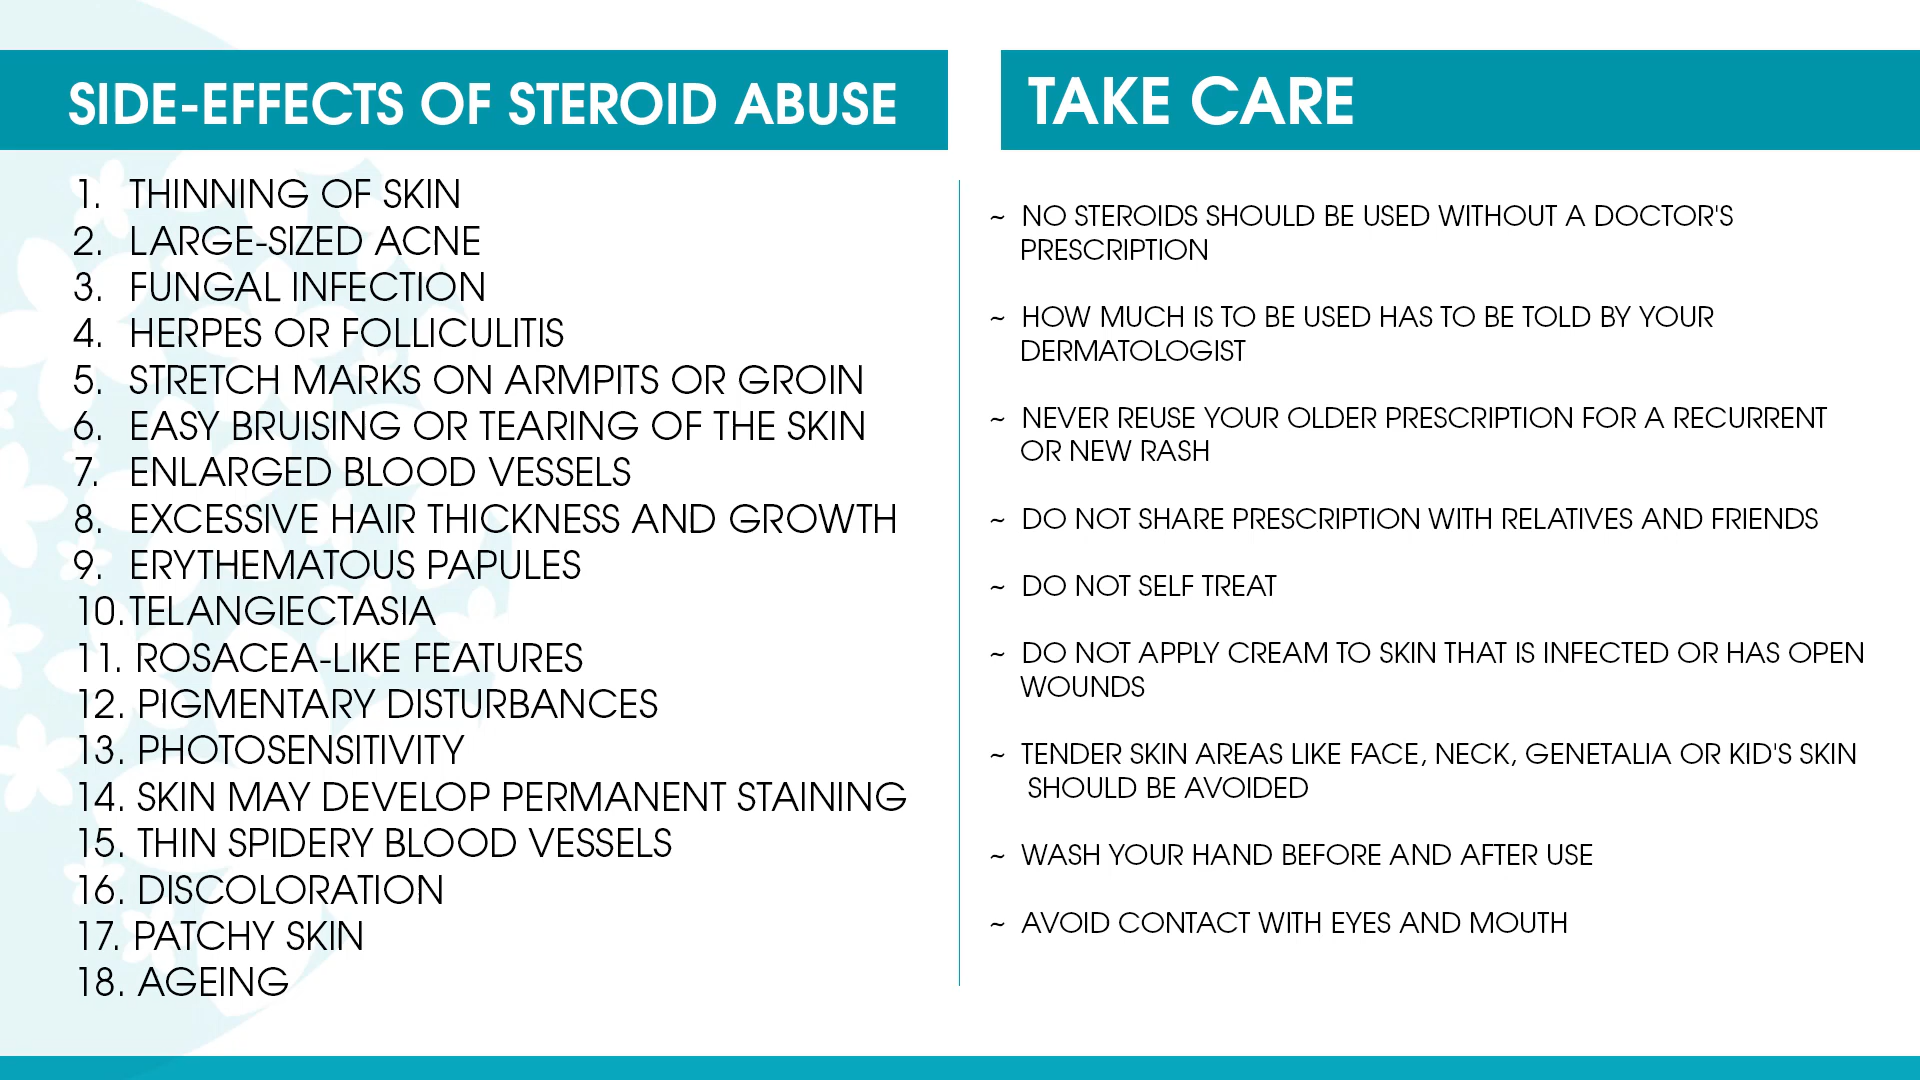 SIDE-EFFECTS OF STEROID ABUSE
1. THINNING OF SKIN
2. LARGE-SIZED ACNE
3. FUNGAL INFECTION
4. HERPES OR FOLLICULITIS
5. STRETCH MARKS ON ARMPITS OR GROIN
6. EASY BRUISING OR TEARING OF THE SKIN
7. ENLARGED BLOOD VESSELS
8. EXCESSIVE HAIR THICKNESS AND GROWTH
9. ERYTHEMATOUS PAPULES
10. TELANGIECTASIA
11. ROSACEA-LIKE FEATURES
12. PIGMENTARY DISTURBANCES
13. PHOTOSENSITIVITY
14. SKIN MAY DEVELOP PERMANENT STAINING
15. THIN SPIDERY BLOOD VESSELS
16. DISCOLORATION
17. PATCHY SKIN
18. AGEING
TAKE CARE
~ NO STEROIDS SHOULD BE USED WITHOUT A DOCTOR'S
PRESCRIPTION
~ HOW MUCH IS TO BE USED HAS TO BE TOLD BY YOUR
DERMATOLOGIST
~ NEVER REUSE YOUR OLDER PRESCRIPTION FOR A RECURRENT
OR NEW RASH
~ DO NOT SHARE PRESCRIPTION WITH RELATIVES AND FRIENDS
~ DO NOT SELF TREAT
~ DO NOT APPLY CREAM TO SKIN THAT IS INFECTED OR HAS OPEN
WOUNDS
~ TENDER SKIN AREAS LIKE FACE, NECK, GENETALIA OR KID'S SKIN
SHOULD BE AVOIDED
~ WASH YOUR HAND BEFORE AND AFTER USE
~ AVOID CONTACT WITH EYES AND MOUTH